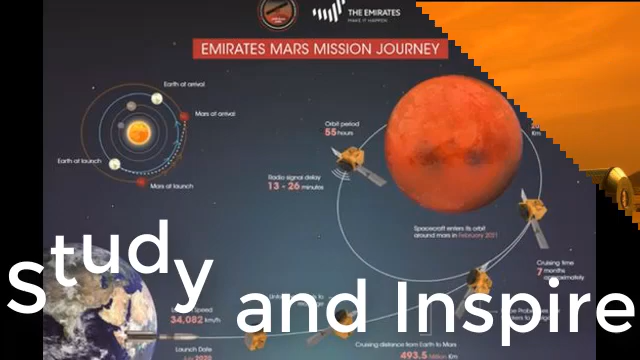 THE EMIRATES
MAKE IT HAPPEN
EMIRATES MARS MISSION JOURNEY
Earth at arrival
Mars at arrival
Earth at launch
Mars at launch
Orbit period
55 hours
Radio signal delay
13 - 26 minutes
Spacecraft enters its orbit
around mars in February 2021
Cruising time
7 months
approximately
Study
and Inspire
Speed
34,082 km/h
Launch Date
July 2020
Cruising distance from Earth to Mars
493.5 Million Km